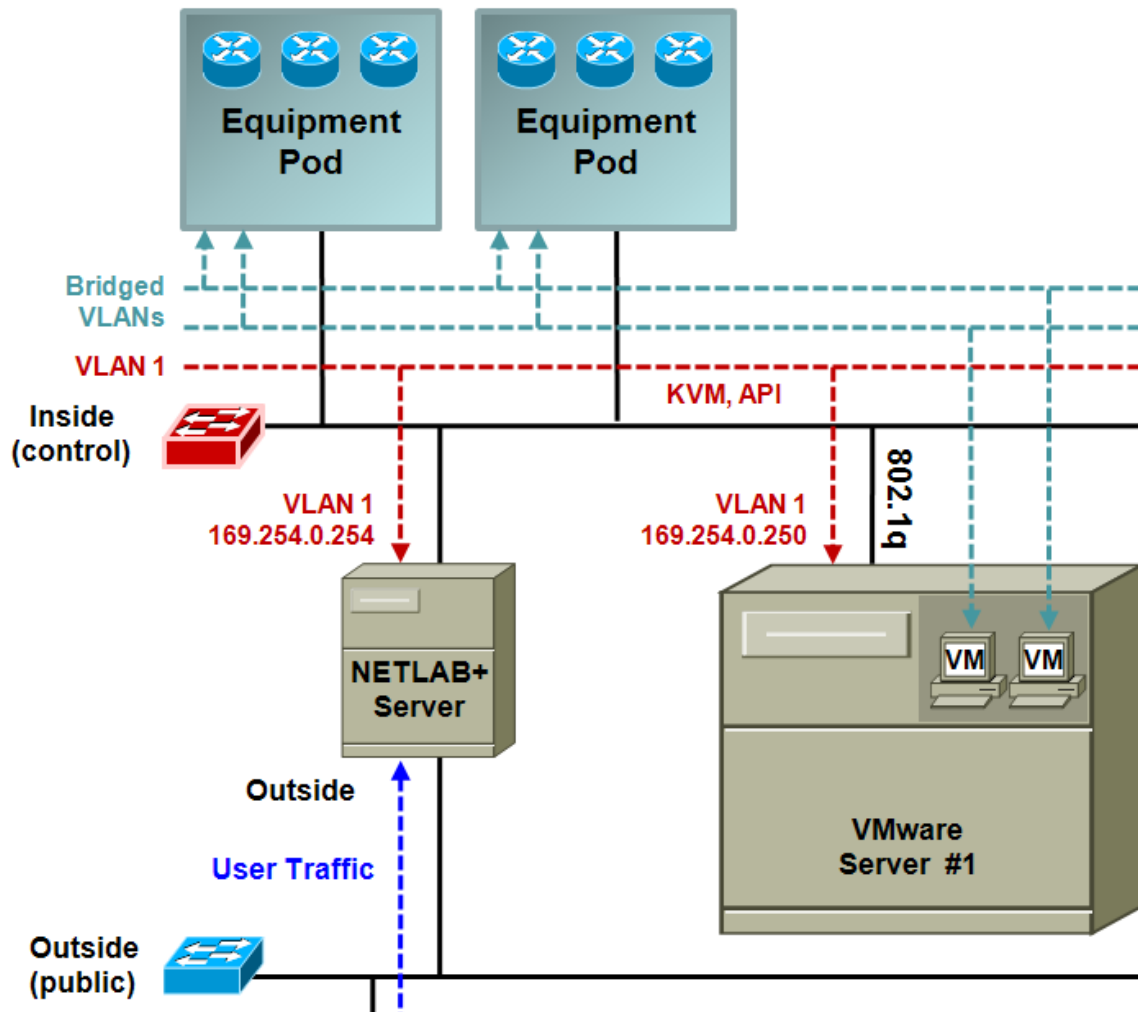 Equipment
Pod
Equipment
Pod
Bridged
VLANs
VLAN 1
KVM, API
Inside
(control)
802.1q
VLAN 1
169.254.0.254
VLAN 1
169.254.0.250
NETLAB+
Server
VM
VM
Outside
User Traffic
VMware
Server #1
Outside
(public)